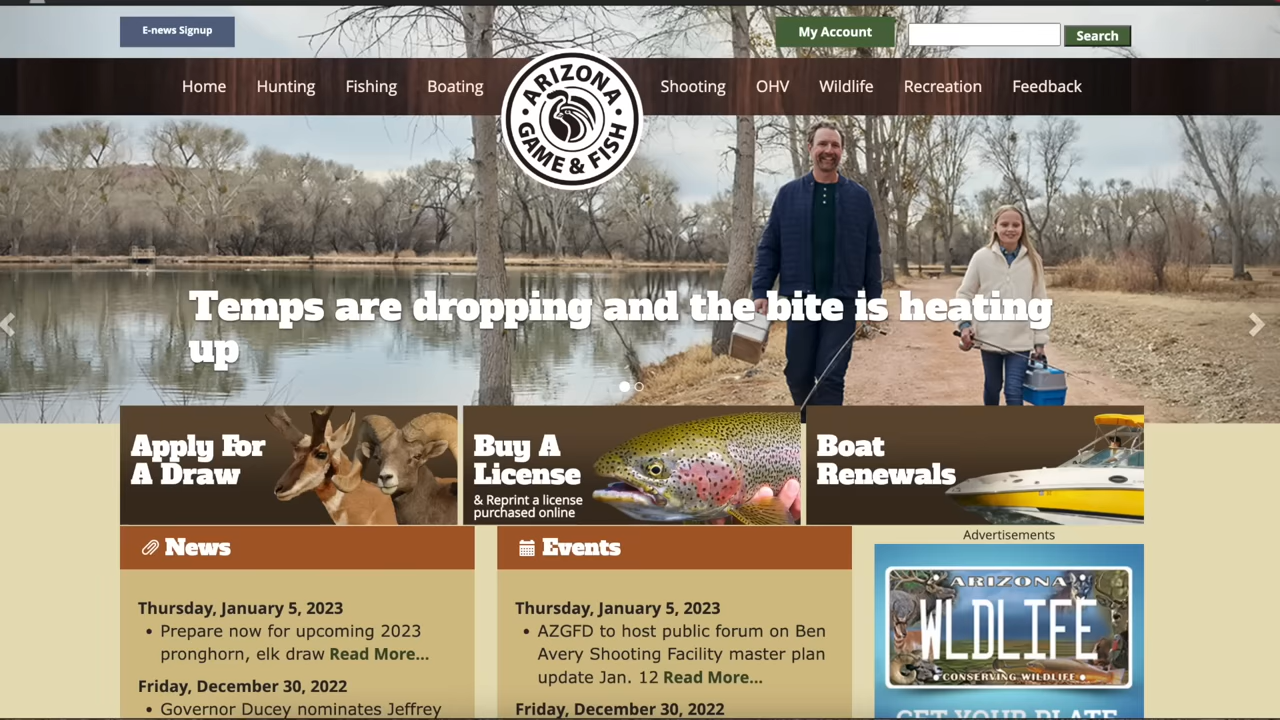 E-news Signup
My Account
Search
Home Hunting Fishing Boating
ARIZONA
GAME & FISH
Shooting OHV Wildlife Recreation Feedback
Temps are dropping and the bite is heating
up
Apply For
A Draw
Buy A
License
& Reprint a license
purchased online
Boat
Renewals
News
Thursday, January 5, 2023
• Prepare now for upcoming 2023
pronghorn, elk draw Read More...
Friday, December 30, 2022
• Governor Ducey nominates Jeffrey
Events
Thursday, January 5, 2023
• AZGFD to host public forum on Ben
Avery Shooting Facility master plan
update Jan. 12 Read More...
Friday, December 30, 2022
Advertisements
ARIZONA
WLDLIFE
CONSERVING WILDLIFE
GET YOUR PLATE